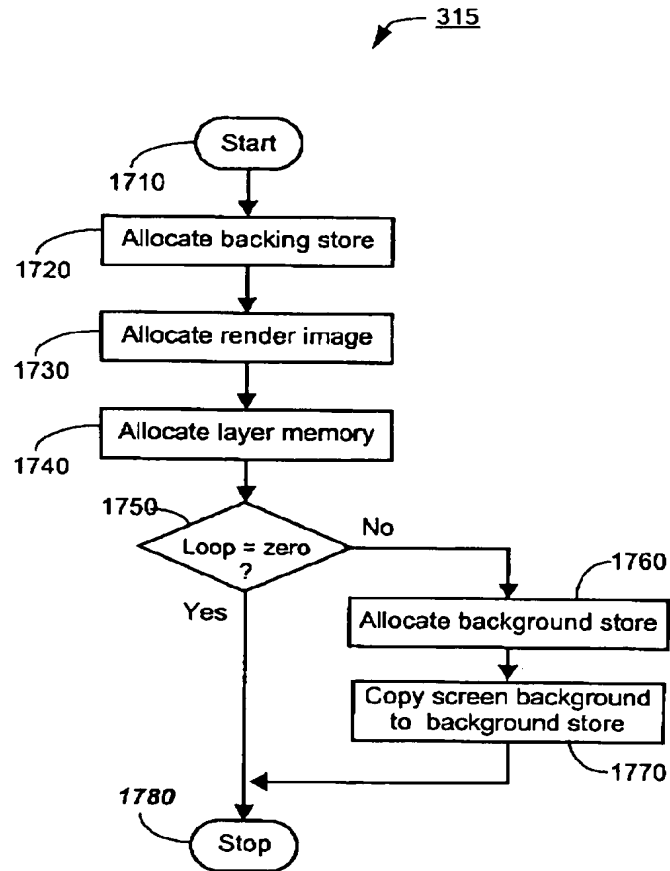 315
Start
1710
Allocate backing store
1720
Allocate render image
1730
Allocate layer memory
1740
1750
Loop = zero
?
No
Yes
1760
Allocate background store
Copy screen background
to background store
1770
1780
Stop